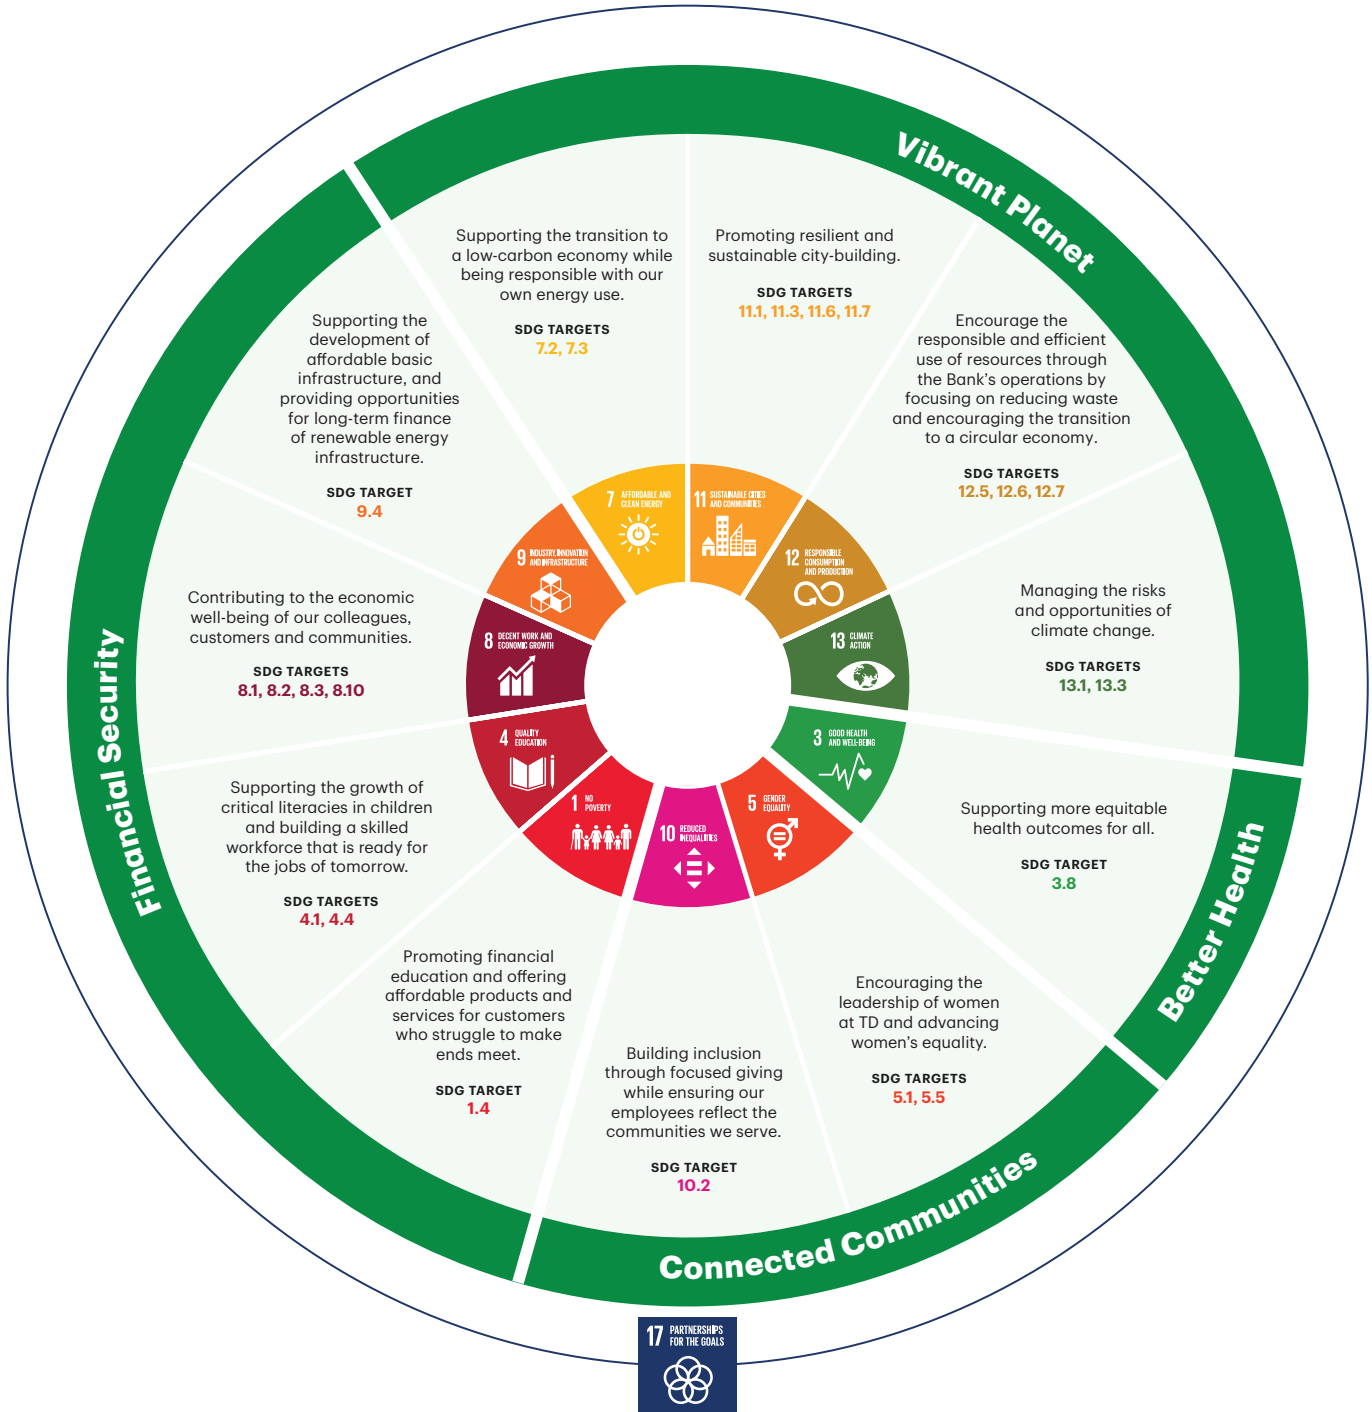 Vibrant Planet
Supporting the transition to
a low-carbon economy while
being responsible with our
own energy use.
SDG TARGETS
7.2, 7.3
Promoting resilient and
sustainable city-building.
SDG TARGETS
11.1, 11.3, 11.6, 11.7
Encourage the
responsible and efficient
use of resources through
the Bank’s operations by
focusing on reducing waste
and encouraging the transition
to a circular economy.
SDG TARGETS
12.5, 12.6, 12.7
Managing the risks
and opportunities of
climate change.
SDG TARGETS
13.1, 13.3
Better Health
Supporting more equitable
health outcomes for all.
SDG TARGET
3.8
Connected Communities
Encouraging the
leadership of women
at TD and advancing
women’s equality.
SDG TARGETS
5.1, 5.5
Building inclusion
through focused giving
while ensuring our
employees reflect the
communities we serve.
SDG TARGET
10.2
Financial Security
Promoting financial
education and offering
affordable products and
services for customers
who struggle to make
ends meet.
SDG TARGET
1.4
Supporting the growth of
critical literacies in children
and building a skilled
workforce that is ready for
the jobs of tomorrow.
SDG TARGETS
4.1, 4.4
Contributing to the economic
well-being of our colleagues,
customers and communities.
SDG TARGETS
8.1, 8.2, 8.3, 8.10
Supporting the
development of
affordable basic
infrastructure, and
providing opportunities
for long-term finance
of renewable energy
infrastructure.
SDG TARGET
9.4
7 AFFORDABLE AND
CLEAN ENERGY
11 SUSTAINABLE CITIES
AND COMMUNITIES
12 RESPONSIBLE
CONSUMPTION
AND PRODUCTION
13 CLIMATE
ACTION
3 GOOD HEALTH
AND WELL-BEING
5 GENDER
EQUALITY
10 REDUCED
INEQUALITIES
1 NO
POVERTY
4 QUALITY
EDUCATION
8 DECENT WORK AND
ECONOMIC GROWTH
9 INDUSTRY, INNOVATION
AND INFRASTRUCTURE
17 PARTNERSHIPS
FOR THE GOALS